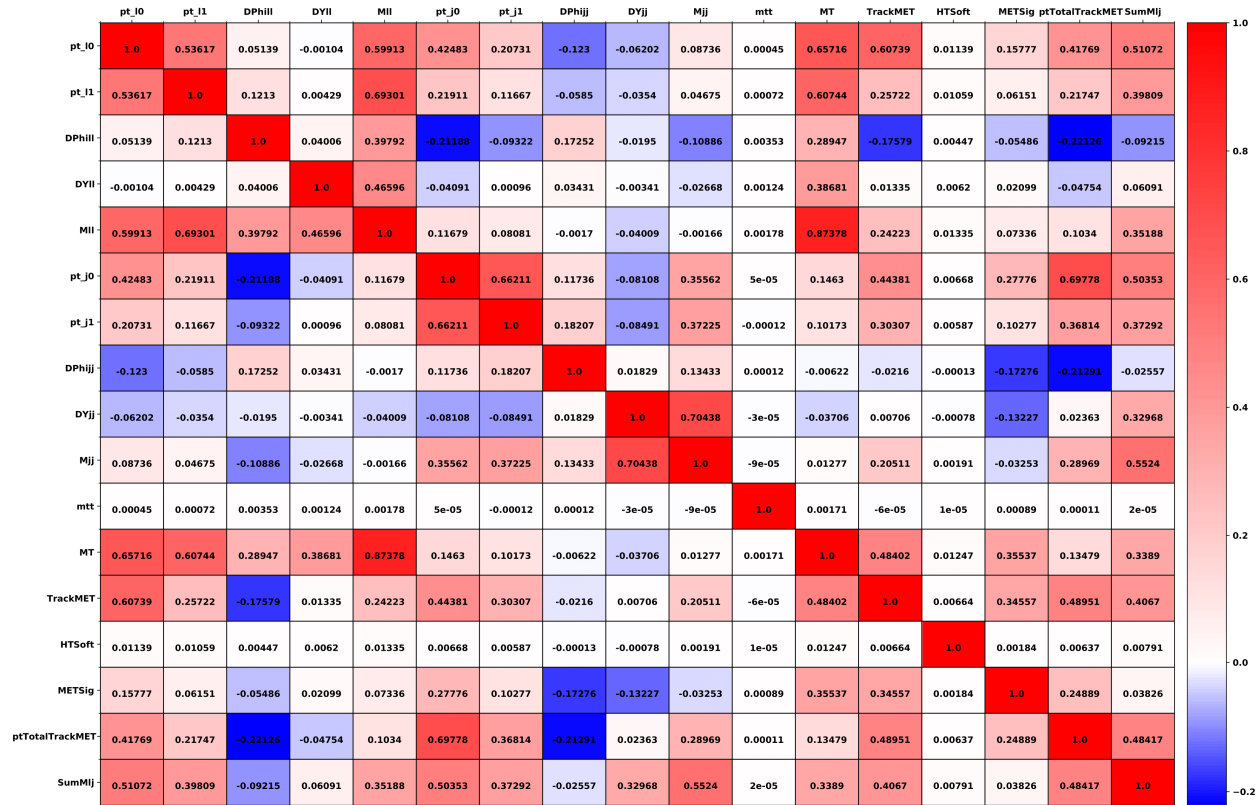 pt_l0 pt_l1 DPhill DYll Mll pt_j0 pt_j1 DPhijj DYjj Mjj mtt MT TrackMET HTSoft METSig ptTotalTrackMET SumMlj
1.0
pt_l0 1.0 0.53617 0.05139 -0.00104 0.59913 0.42483 0.20731 -0.123 -0.06202 0.08736 0.00045 0.65716 0.60739 0.01139 0.15777 0.41769 0.51072
pt_l1 0.53617 1.0 0.1213 0.00429 0.69301 0.21911 0.11667 -0.0585 -0.0354 0.04675 0.00072 0.60744 0.25722 0.01059 0.06151 0.21747 0.39809
0.8
DPhill 0.05139 0.1213 1.0 0.04006 0.39792 -0.21188 -0.09322 0.17252 -0.0195 -0.10886 0.00353 0.28947 -0.17579 0.00447 -0.05486 -0.22126 -0.09215
DYll -0.00104 0.00429 0.04006 1.0 0.46596 -0.04091 0.00096 0.03431 -0.00341 -0.02668 0.00124 0.38681 0.01335 0.0062 0.02099 -0.04754 0.06091
Mll 0.59913 0.69301 0.39792 0.46596 1.0 0.11679 0.08081 -0.0017 -0.04009 -0.00166 0.00178 0.87378 0.24223 0.01335 0.07336 0.1034 0.35188
0.6
pt_j0 0.42483 0.21911 -0.21188 -0.04091 0.11679 1.0 0.66211 0.11736 -0.08108 0.35562 5e-05 0.1463 0.44381 0.00668 0.27776 0.69778 0.50353
pt_j1 0.20731 0.11667 -0.09322 0.00096 0.08081 0.66211 1.0 0.18207 -0.08491 0.37225 -0.00012 0.10173 0.30307 0.00587 0.10277 0.36814 0.37292
DPhijj -0.123 -0.0585 0.17252 0.03431 -0.0017 0.11736 0.18207 1.0 0.01829 0.13433 0.00012 -0.00622 -0.0216 -0.00013 -0.17276 -0.21291 -0.02557
0.4
DYjj -0.06202 -0.0354 -0.0195 -0.00341 -0.04009 -0.08108 -0.08491 0.01829 1.0 0.70438 -3e-05 -0.03706 0.00706 -0.00078 -0.13227 0.02363 0.32968
Mjj 0.08736 0.04675 -0.10886 -0.02668 -0.00166 0.35562 0.37225 0.13433 0.70438 1.0 -9e-05 0.01277 0.20511 0.00191 -0.03253 0.28969 0.5524
mtt 0.00045 0.00072 0.00353 0.00124 0.00178 5e-05 -0.00012 0.00012 -3e-05 -9e-05 1.0 0.00171 -6e-05 1e-05 0.00089 0.00011 2e-05
0.2
MT 0.65716 0.60744 0.28947 0.38681 0.87378 0.1463 0.10173 -0.00622 -0.03706 0.01277 0.00171 1.0 0.48402 0.01247 0.35537 0.13479 0.3389
TrackMET 0.60739 0.25722 -0.17579 0.01335 0.24223 0.44381 0.30307 -0.0216 0.00706 0.20511 -6e-05 0.48402 1.0 0.00664 0.34557 0.48951 0.4067
HTSoft 0.01139 0.01059 0.00447 0.0062 0.01335 0.00668 0.00587 -0.00013 -0.00078 0.00191 1e-05 0.01247 0.00664 1.0 0.00184 0.00637 0.00791
0.0
METSig 0.15777 0.06151 -0.05486 0.02099 0.07336 0.27776 0.10277 -0.17276 -0.13227 -0.03253 0.00089 0.35537 0.34557 0.00184 1.0 0.24889 0.03826
ptTotalTrackMET 0.41769 0.21747 -0.22126 -0.04754 0.1034 0.69778 0.36814 -0.21291 0.02363 0.28969 0.00011 0.13479 0.48951 0.00637 0.24889 1.0 0.48417
SumMlj 0.51072 0.39809 -0.09215 0.06091 0.35188 0.50353 0.37292 -0.02557 0.32968 0.5524 2e-05 0.3389 0.4067 0.00791 0.03826 0.48417 1.0
−0.2